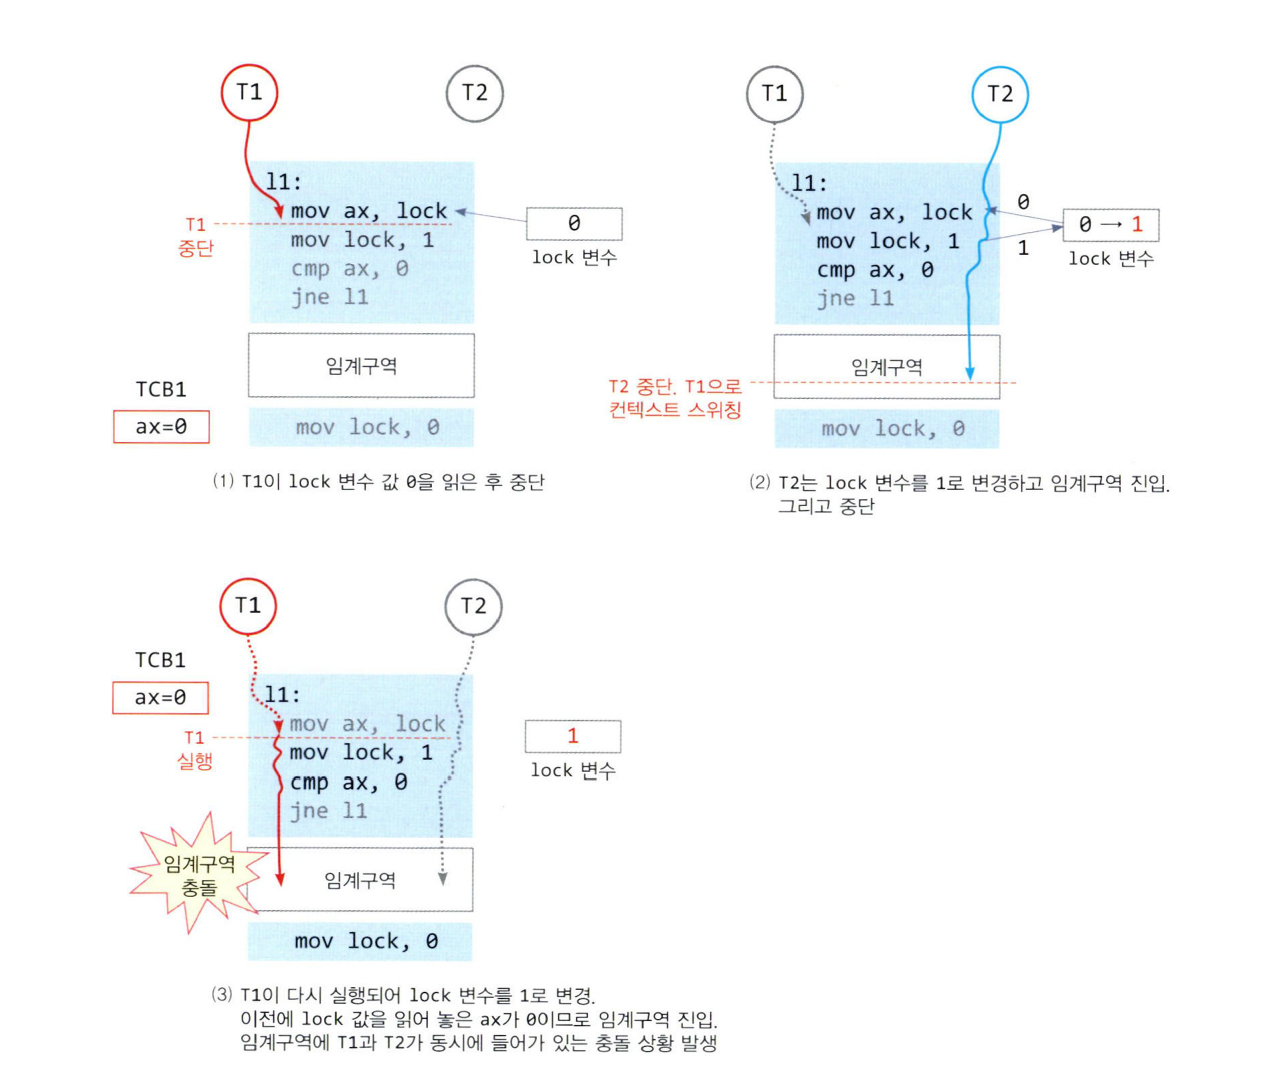 T1
T2
l1:
mov ax, lock
T1
중단
mov lock, 1
cmp ax, 0
jne l1
0
lock 변수
임계구역
TCB1
ax=0
mov lock, 0
(1) T1이 lock 변수 값 0을 읽은 후 중단
T1
T2
l1:
mov ax, lock
mov lock, 1
cmp ax, 0
jne l1
0
1
0 → 1
lock 변수
임계구역
T2 중단. T1으로
컨텍스트 스위칭
mov lock, 0
(2) T2는 lock 변수를 1로 변경하고 임계구역 진입.
그리고 중단
T1
T2
TCB1
ax=0
l1:
mov ax, lock
T1
실행
mov lock, 1
cmp ax, 0
jne l1
1
lock 변수
임계구역
충돌
임계구역
mov lock, 0
(3) T1이 다시 실행되어 lock 변수를 1로 변경.
이전에 lock 값을 읽어 놓은 ax가 0이므로 임계구역 진입.
임계구역에 T1과 T2가 동시에 들어가 있는 충돌 상황 발생